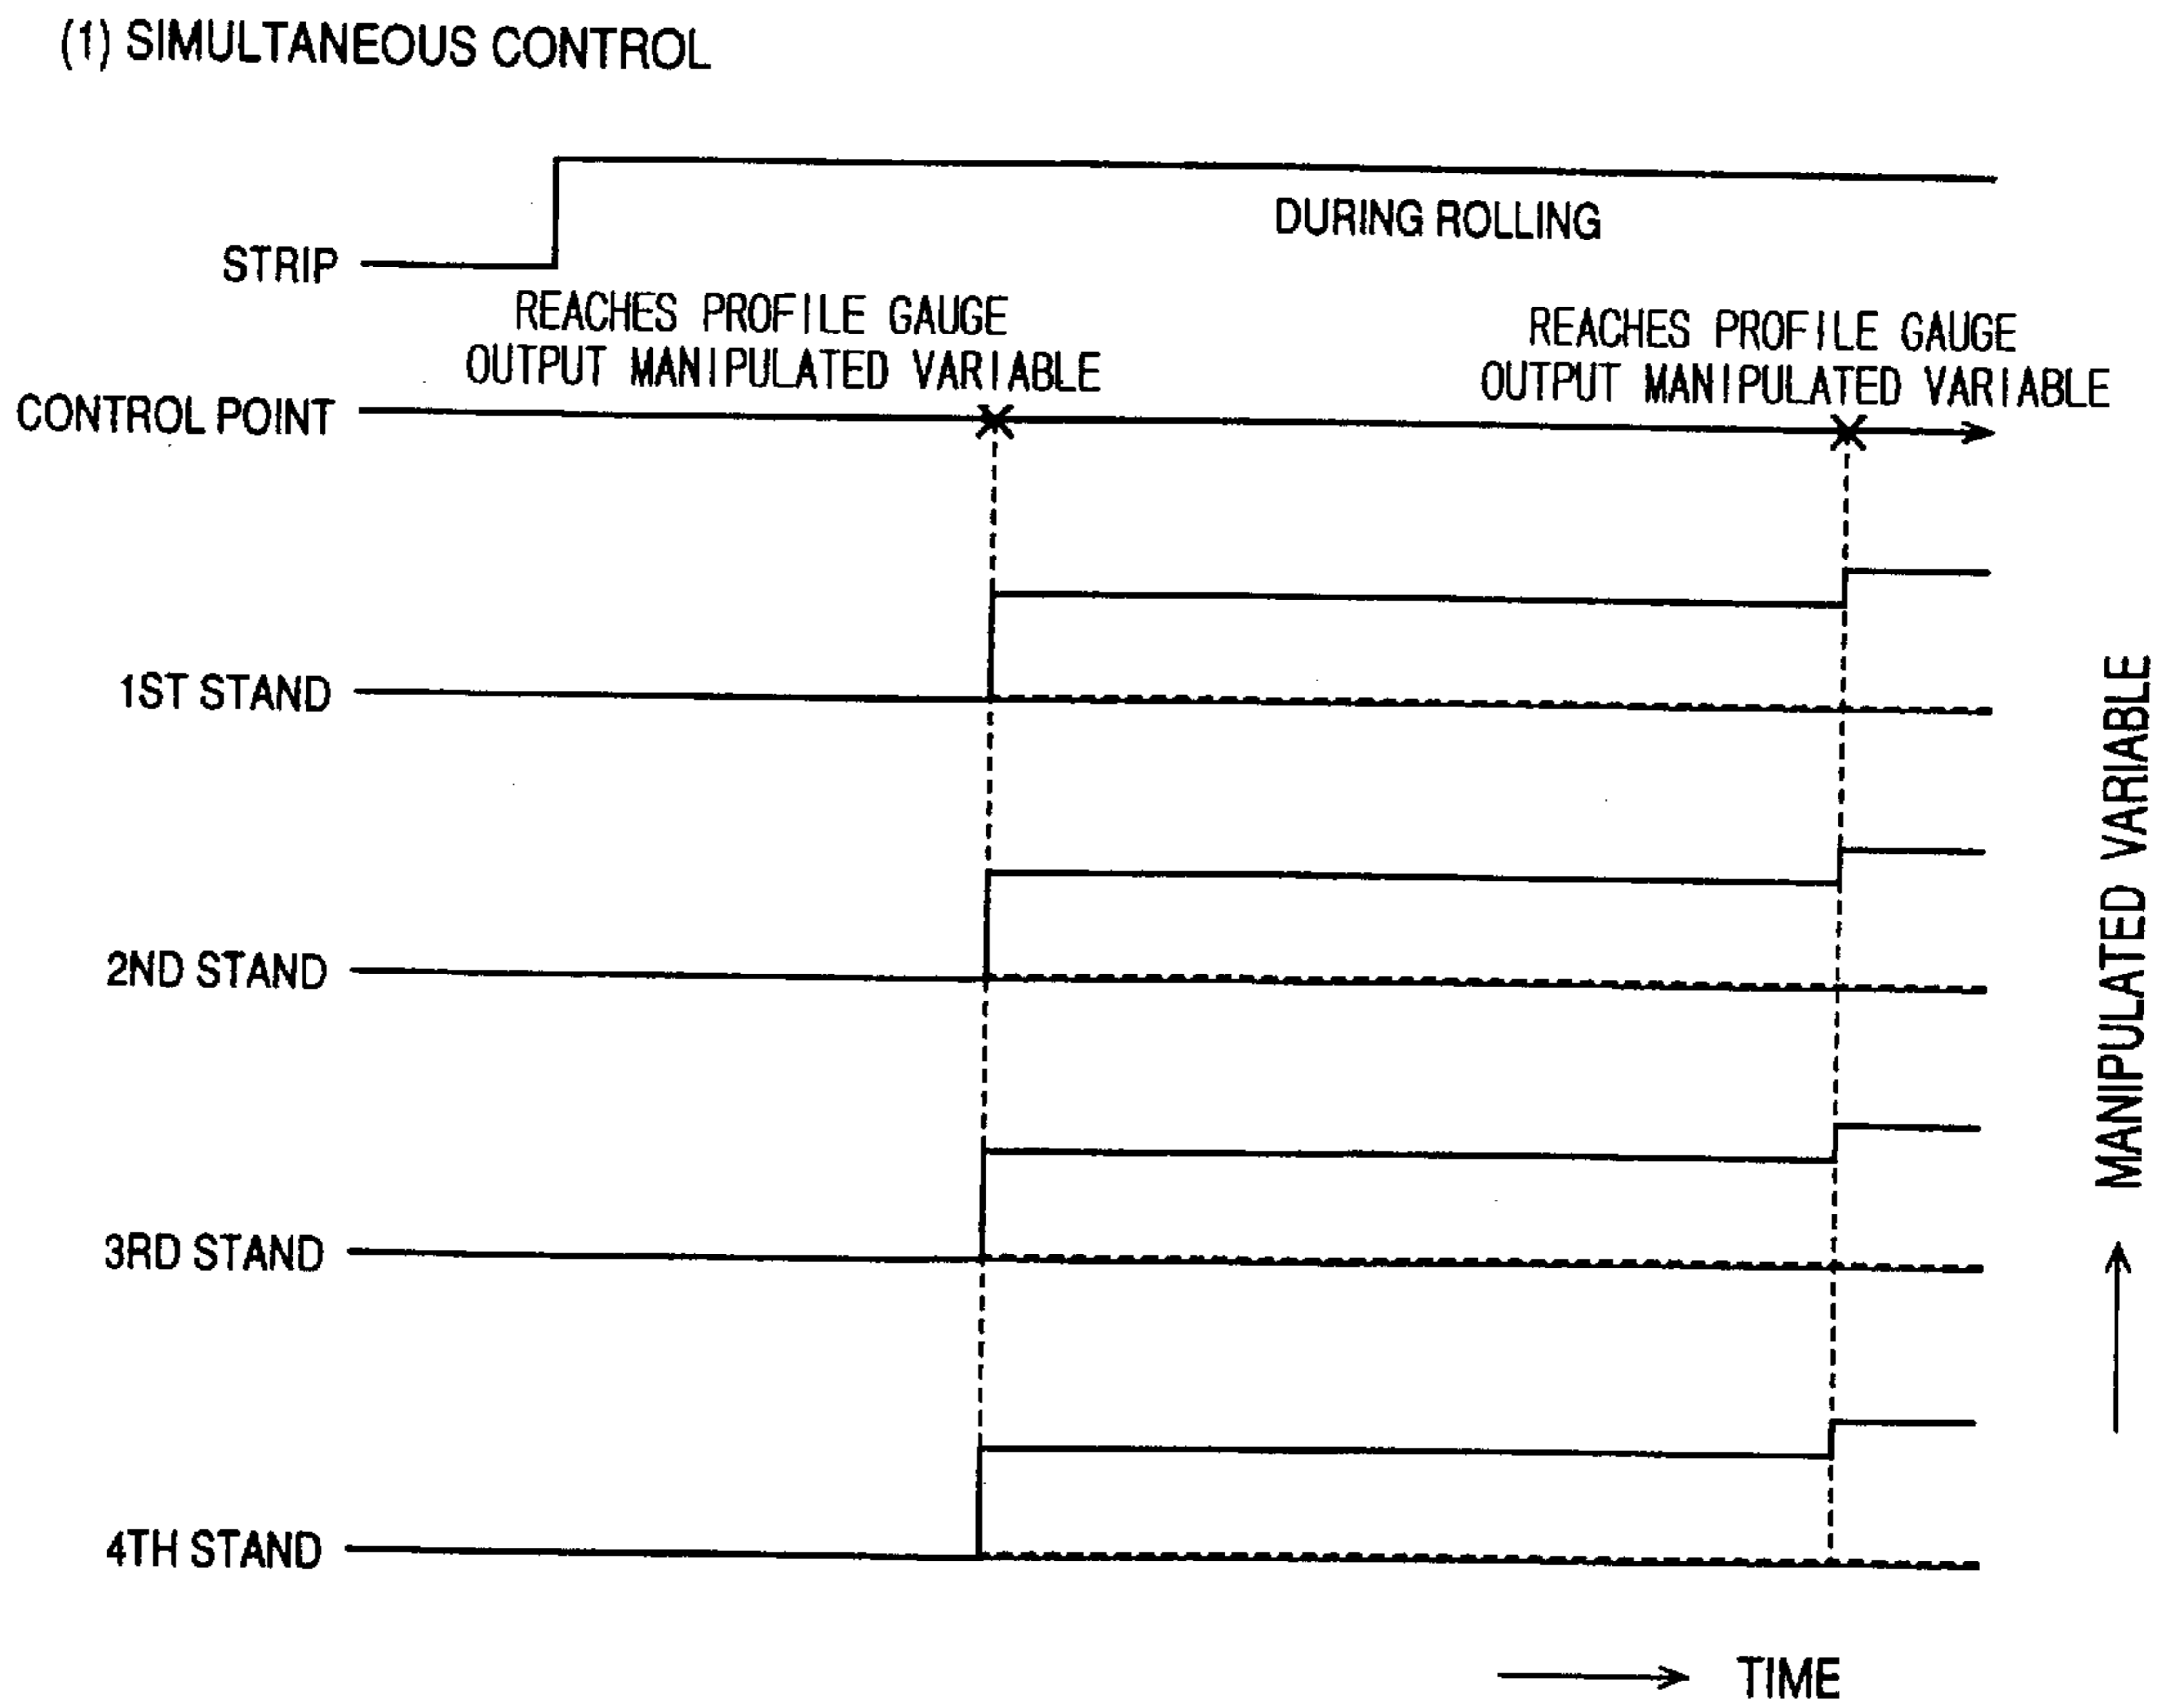 (1) SIMULTANEOUS CONTROL
DURING ROLLING
STRIP
REACHES PROFILE GAUGE
OUTPUT MANIPULATED VARIABLE
REACHES PROFILE GAUGE
OUTPUT MANIPULATED VARIABLE
CONTROL POINT
1ST STAND
2ND STAND
3RD STAND
4TH STAND
MANIPULATED VARIABLE
TIME